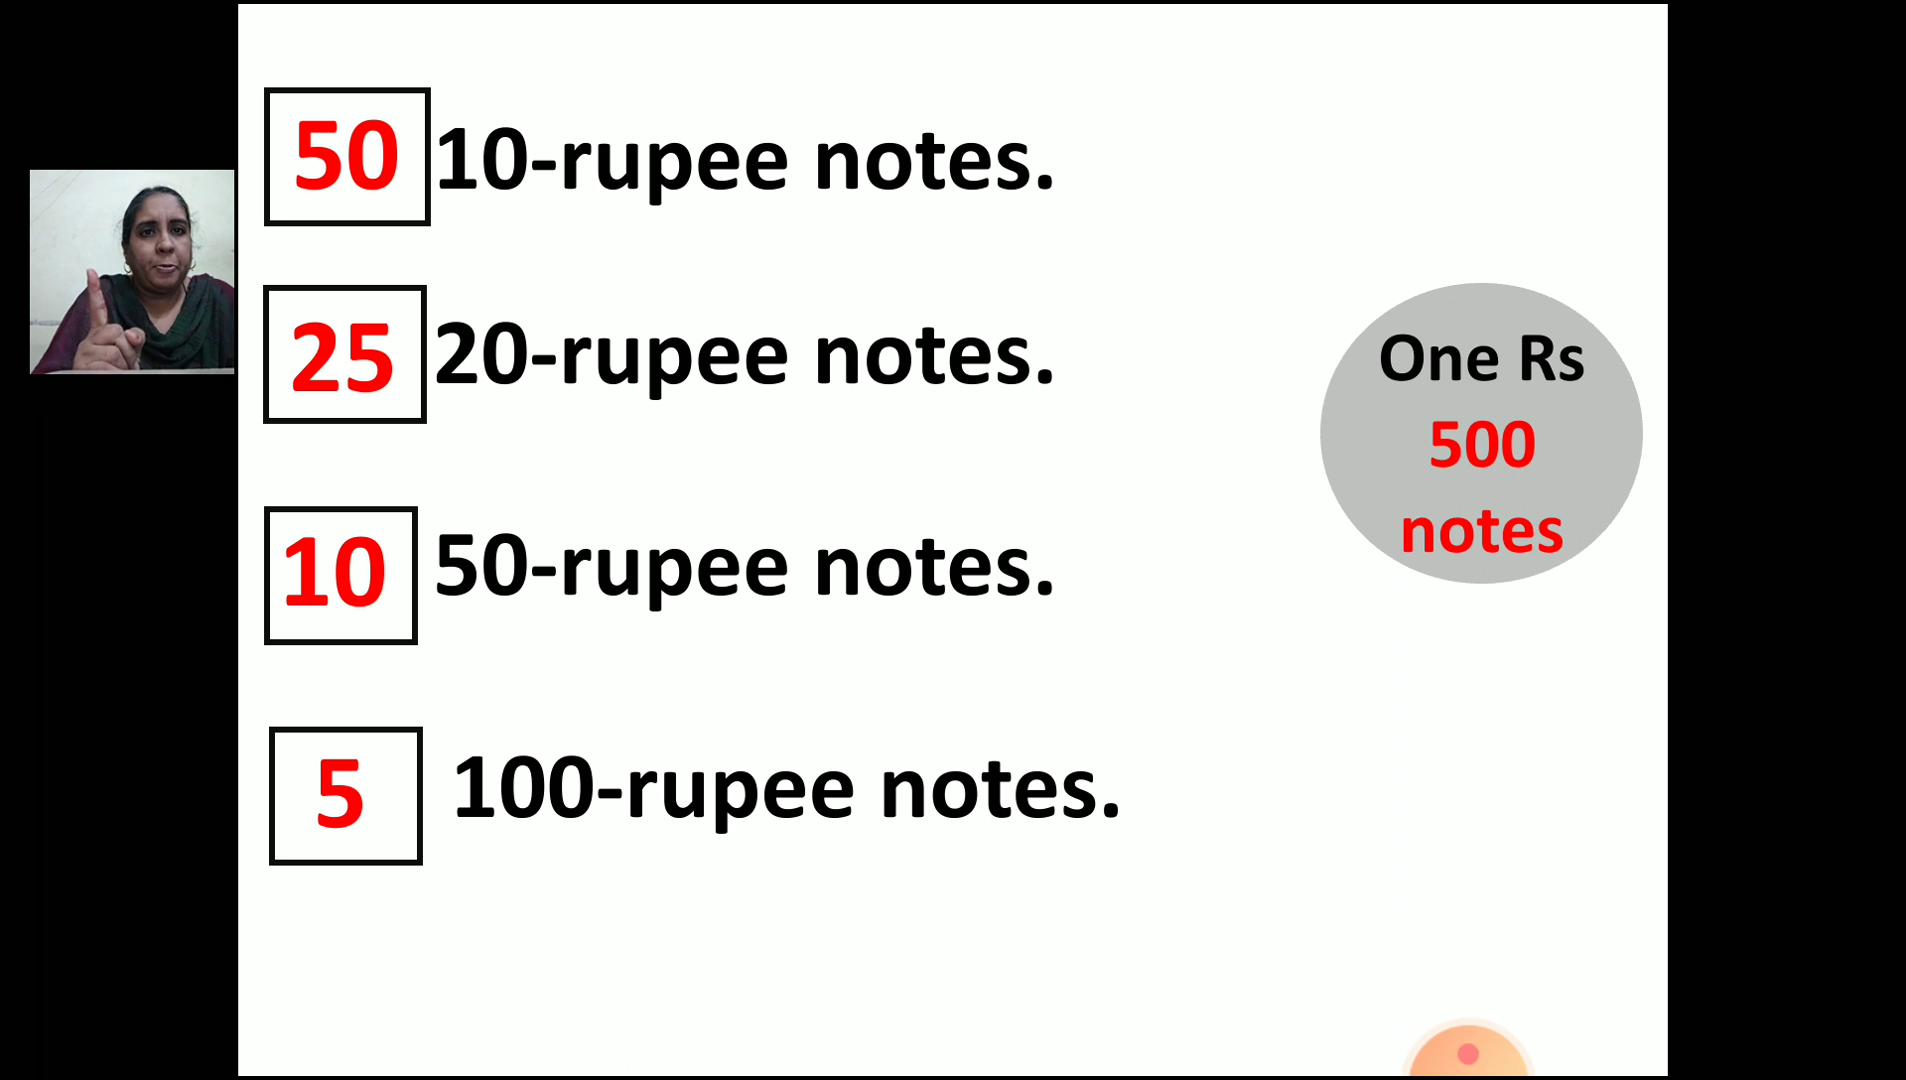 50 10-rupee notes.
25 20-rupee notes.
10 50-rupee notes.
5 100-rupee notes.
One Rs
500
notes